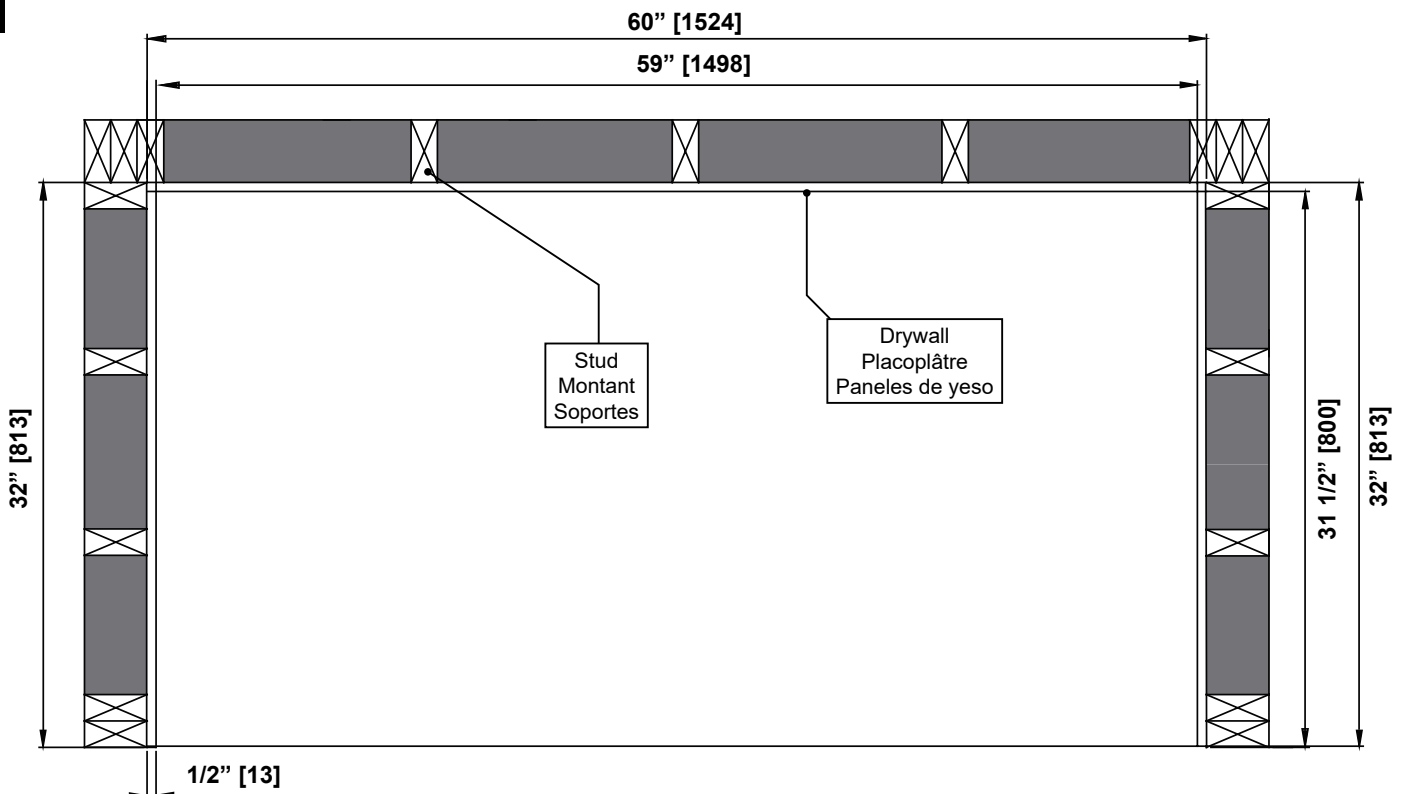 60” [1524]
59” [1498]
Stud
Montant
Soportes
Drywall
Placoplâtre
Paneles de yeso
32” [813]
31 1/2” [800]
32” [813]
1/2” [13]